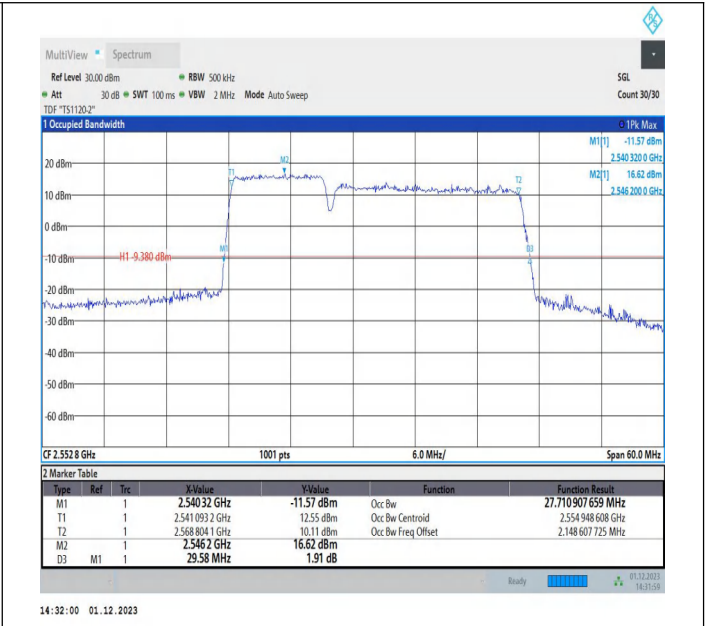 MultiView Spectrum
Ref Level 30.00 dBm RBW 500 kHz SGL
Att 30 dB SWT 100 ms VBW 2 MHz Mode Auto Sweep Count 30/30
TDF "TS1120-2"
1 Occupied Bandwidth 1Pk Max
M1[1] -11.57 dBm
2.540 320 0 GHz
M2[1] 16.62 dBm
2.546 200 0 GHz
20 dBm
M2
T1
T2
10 dBm
0 dBm
M1
D3
-10 dBm H1 -9.380 dBm
-20 dBm
-30 dBm
-40 dBm
-50 dBm
-60 dBm
CF 2.552 8 GHz 1001 pts 6.0 MHz/ Span 60.0 MHz
2 Marker Table
Type Ref Trc X-Value Y-Value Function Function Result
M1 1 2.540 32 GHz -11.57 dBm Occ Bw 27.710 907 659 MHz
T1 1 2.541 093 2 GHz 12.55 dBm Occ Bw Centroid 2.554 948 608 GHz
T2 1 2.568 804 1 GHz 10.11 dBm Occ Bw Freq Offset 2.148 607 725 MHz
M2 1 2.546 2 GHz 16.62 dBm
D3 M1 1 29.58 MHz 1.91 dB
Ready 01.12.2023
14:31:59
14:32:00 01.12.2023